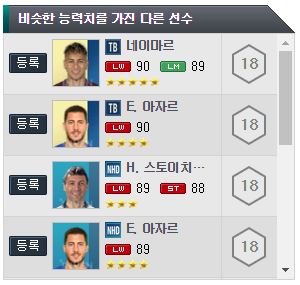 비슷한 능력치를 가진 다른 선수
등록
TB 네이마르
LW 90 LM 89
18
등록
TB E. 아자르
LW 90
18
등록
NHD H. 스토이치…
LW 89 ST 88
18
등록
NHD E. 아자르
LW 89
18